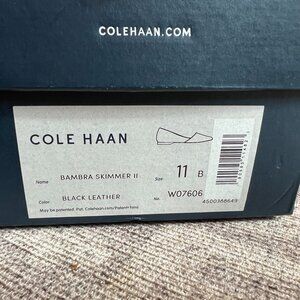 COLEHAAN.COM
COLE HAAN
Name BAMBRA SKIMMER II Size 11 B
Color BLACK LEATHER No. W07606
May be patented. Pat. Colehaan.com/Patent
4500388649